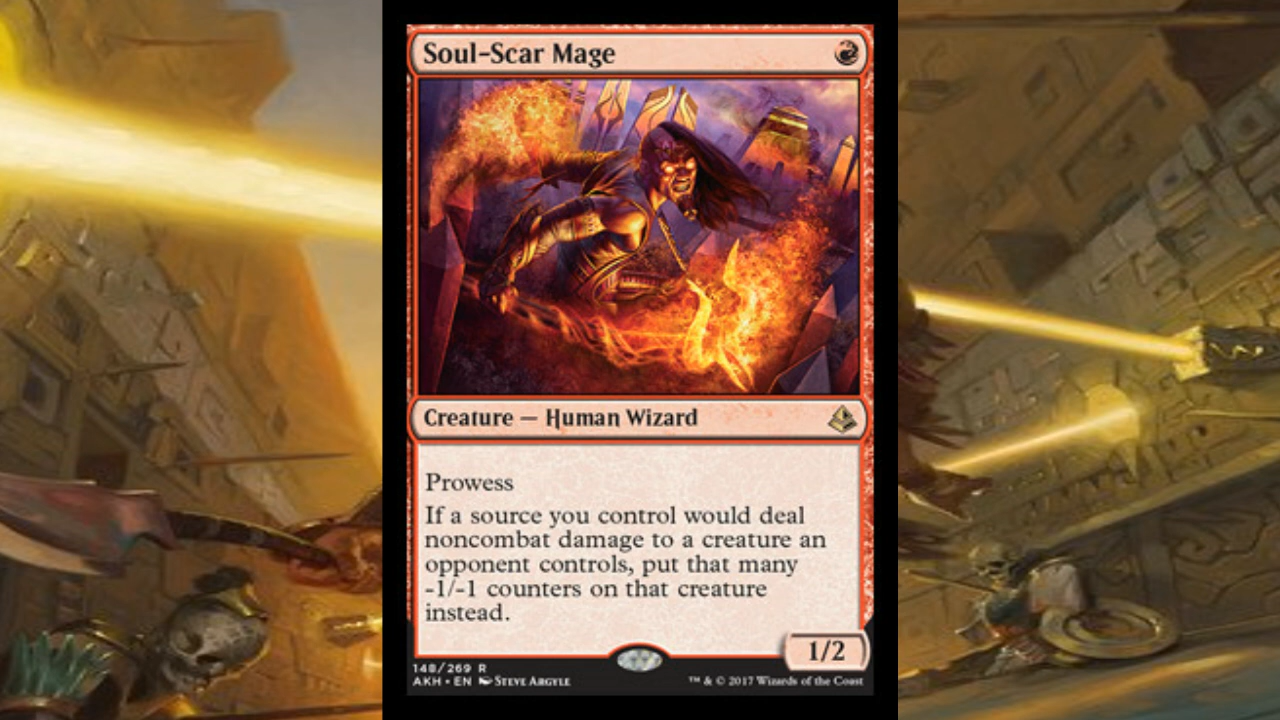 Soul-Scar Mage
Creature — Human Wizard
Prowess
If a source you control would deal
noncombat damage to a creature an
opponent controls, put that many
-1/-1 counters on that creature
instead.
1/2
148/269 R
AKH • EN Steve Argyle
™ & © 2017 Wizards of the Coast